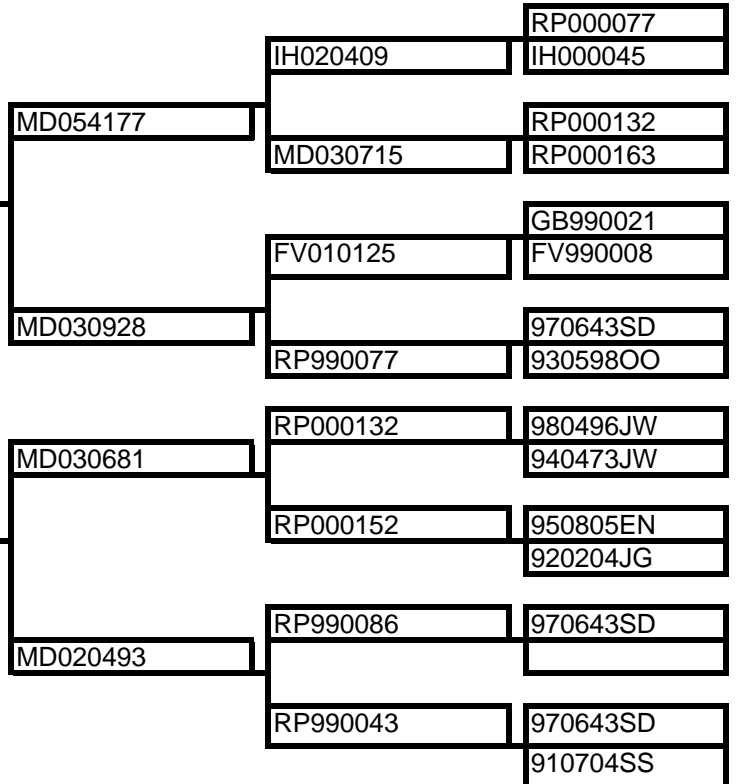 RP000077
IH020409 IH000045
MD054177 RP000132
MD030715 RP000163
GB990021
FV010125 FV990008
MD030928 970643SD
RP990077 930598OO
RP000132 980496JW
MD030681 940473JW
RP000152 950805EN
920204JG
RP990086 970643SD
MD020493
RP990043 970643SD
910704SS